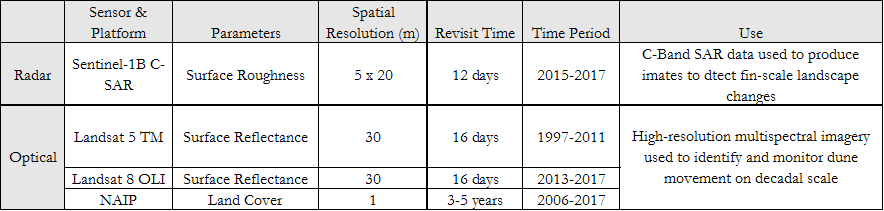 Sensor & Platform Parameters Spatial Resolution (m) Revisit Time Time Period Use
Radar Sentinel-1B C-SAR Surface Roughness 5 x 20 12 days 2015-2017 C-Band SAR data used to produce imates to dtect fin-scale landscape changes
Optical Landsat 5 TM Surface Reflectance 30 16 days 1997-2011 High-resolution multispectral imagery used to identify and monitor dune movement on decadal scale
Landsat 8 OLI Surface Reflectance 30 16 days 2013-2017
NAIP Land Cover 1 3-5 years 2006-2017